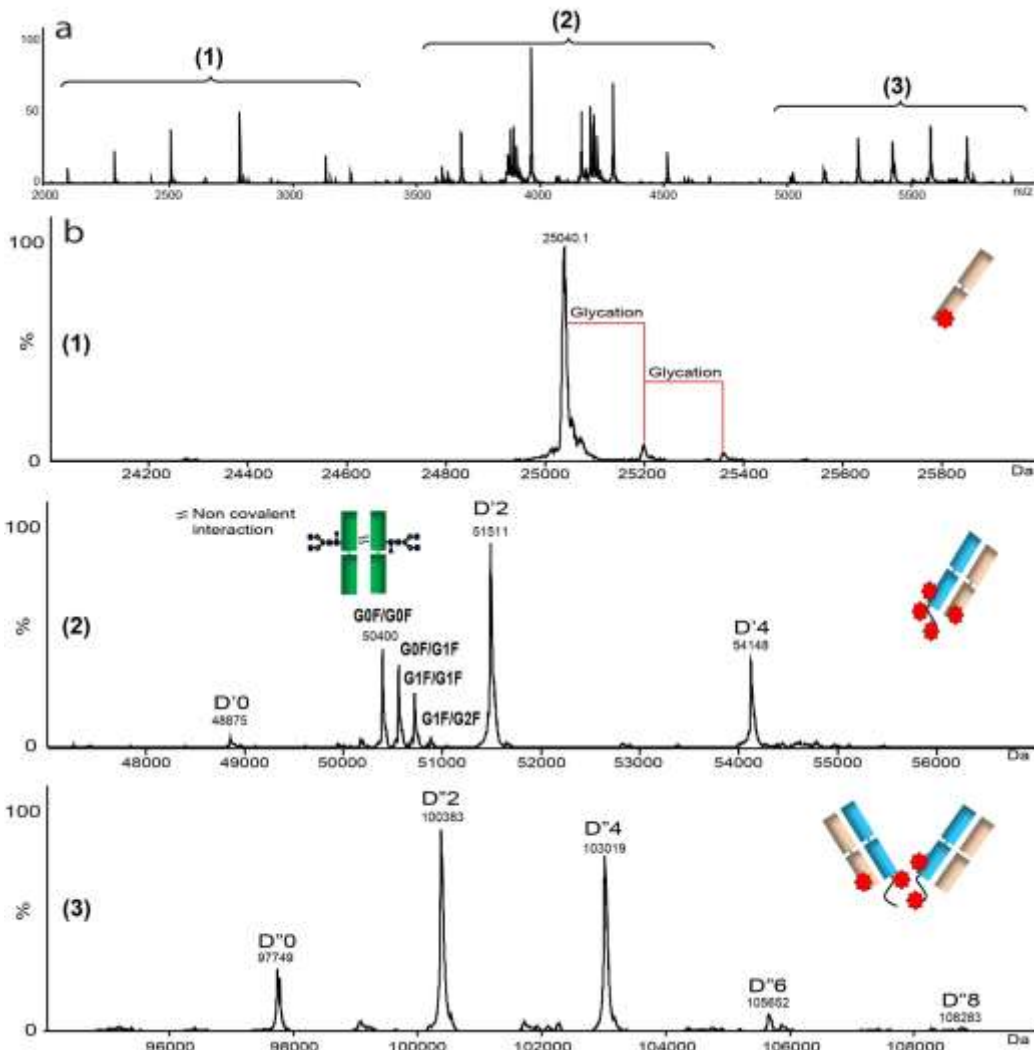 a
(1)
(2)
(3)
100
50
0
2000 2500 3000 3500 4000 4500 5000 5500 m/z
b
100
25040.1
Glycation
Glycation
%
(1)
0
24200 24400 24600 24800 25000 25200 25400 25600 25800 Da
100
≶ Non covalent
interaction
D'2
51511
G0F/G0F
50400
G0F/G1F
G1F/G1F
G1F/G2F
D'4
54148
%
(2)
D'0
48875
0
48000 49000 50000 51000 52000 53000 54000 55000 56000 Da
100
D"2
100383
D"4
103019
%
(3)
D"0
97749
D"6
105652
D"8
108283
0
96000 98000 100000 102000 104000 106000 108000 Da